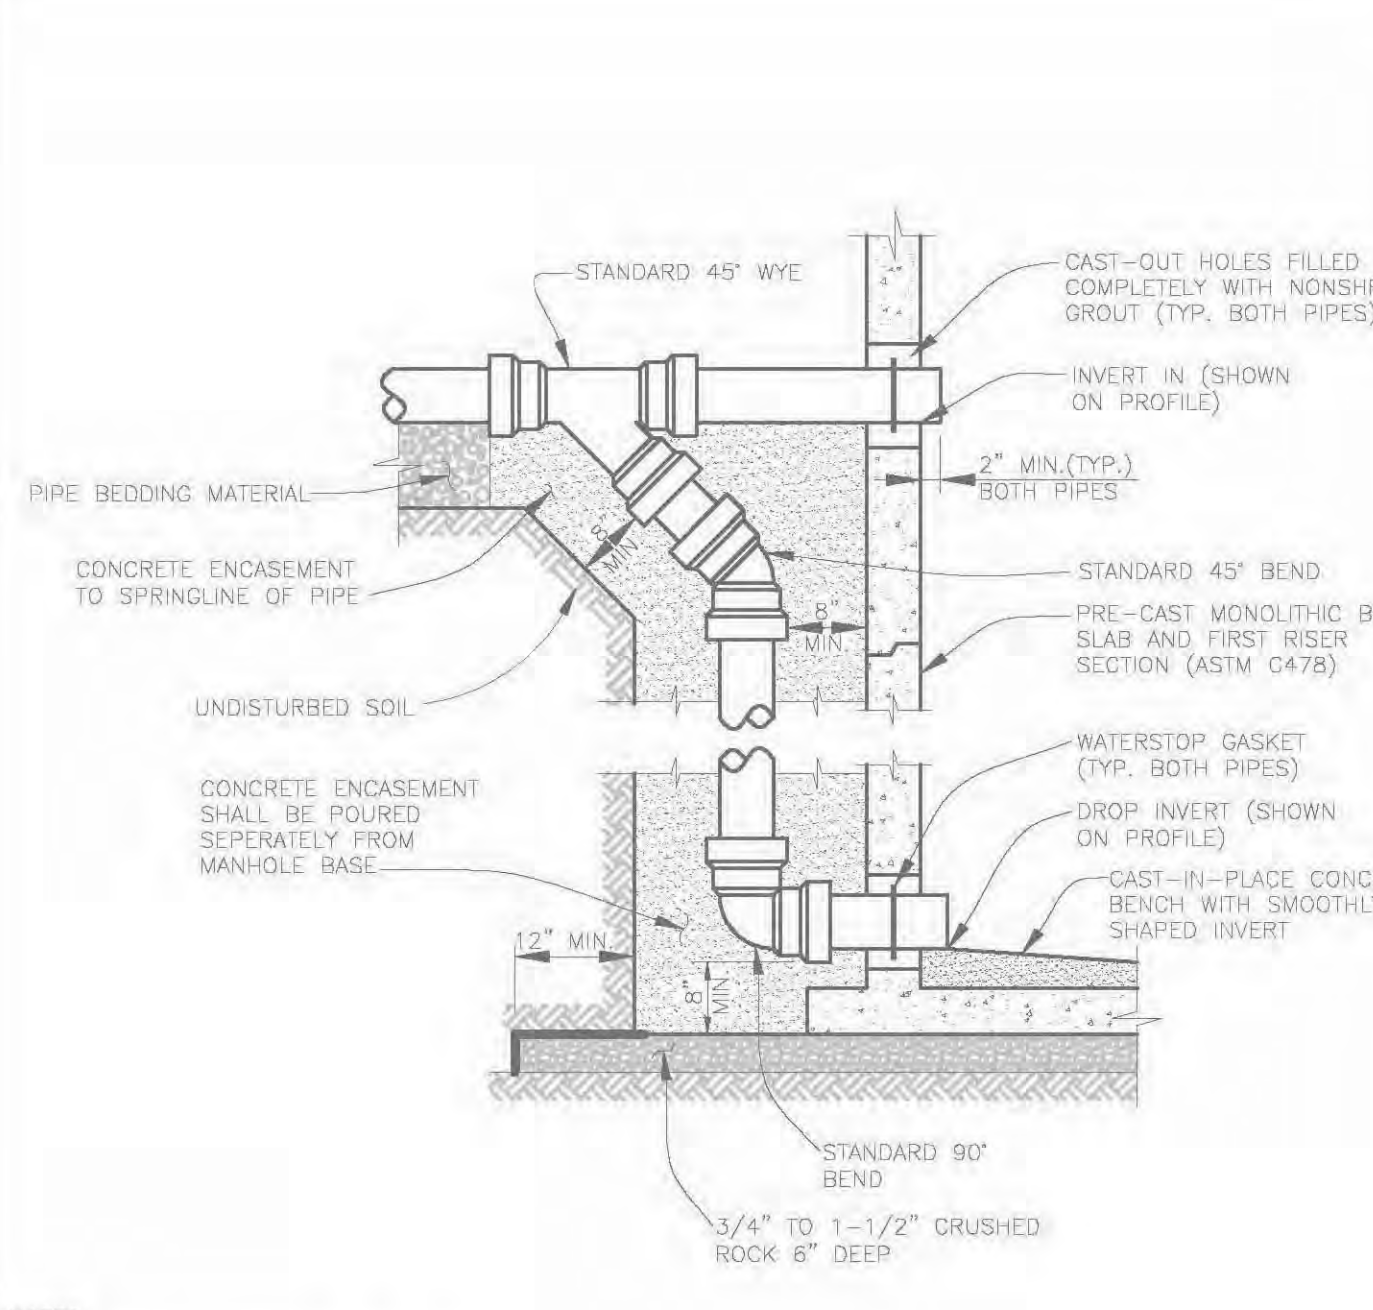 STANDARD 45° WYE
CAST-OUT HOLES FILLED
COMPLETELY WITH
GROUT (TYP. BOTH PIPES)
INVERT IN (SHOWN
ON PROFILE)
2" MIN.(TYP.)
BOTH PIPES
PIPE BEDDING MATERIAL
8"
MIN
CONCRETE ENCASEMENT
TO SPRINGLINE OF PIPE
STANDARD 45° BEND
8"
MIN
PRE-CAST MONOLITHIC
SLAB AND FIRST RISER
SECTION (ASTM C478)
UNDISTURBED SOIL
WATERSTOP GASKET
(TYP. BOTH PIPES)
CONCRETE ENCASEMENT
SHALL BE POURED
SEPERATELY FROM
MANHOLE BASE
DROP INVERT (SHOWN
ON PROFILE)
CAST-IN-PLACE
BENCH WITH
SHAPED INVERT
12" MIN.
8"
MIN
STANDARD 90°
BEND
3/4" TO 1-1/2" CRUSHED
ROCK 6" DEEP